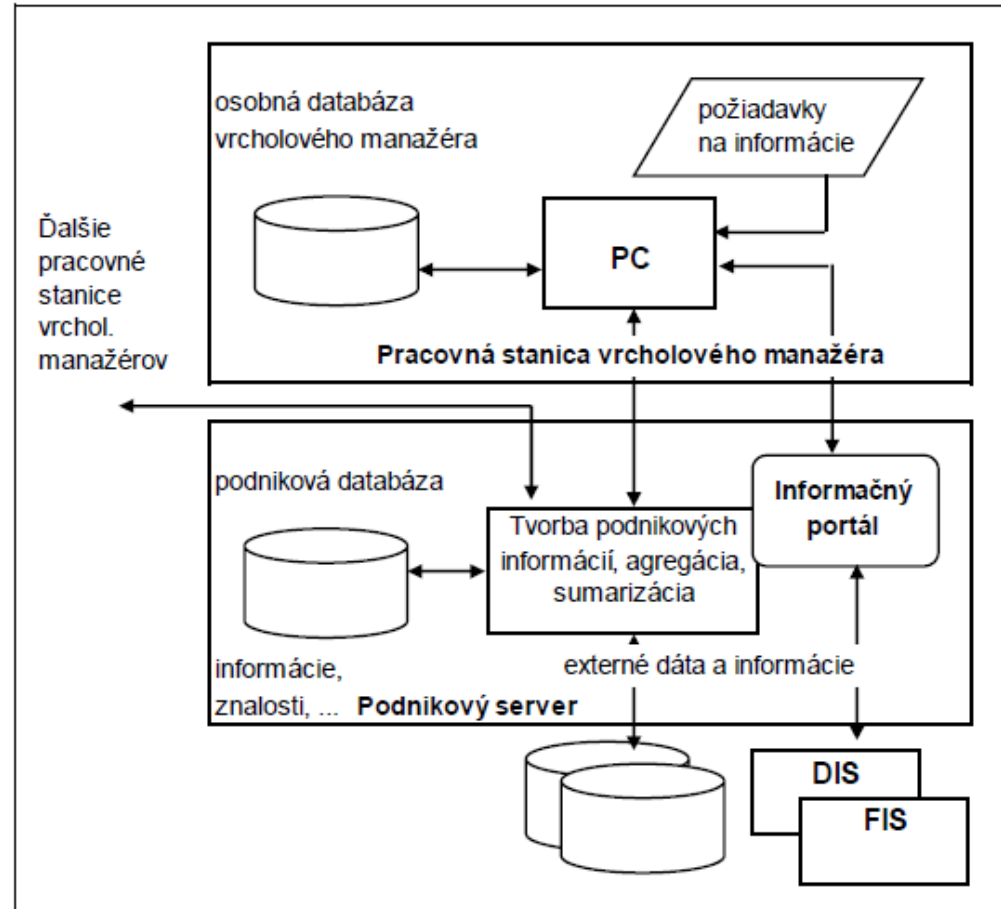 osobná databáza
vrcholového manažéra
požiadavky
na informácie
PC
Ďalšie
pracovné
stanice
vrchol.
manažérov
Pracovná stanica vrcholového manažéra
podniková databáza
Tvorba podnikových
informácií, agregácia,
sumarizácia
Informačný
portál
informácie,
znalosti, ... Podnikový server
externé dáta a informácie
DIS
FIS